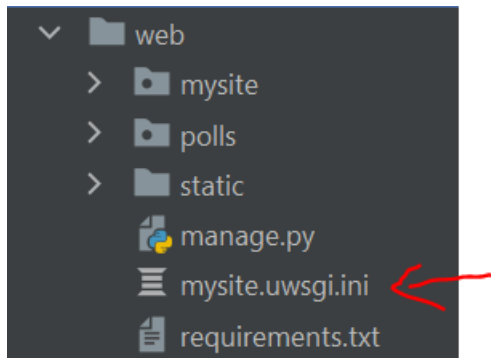 web
mysite
polls
static
manage.py
mysite.uwsgi.ini
requirements.txt